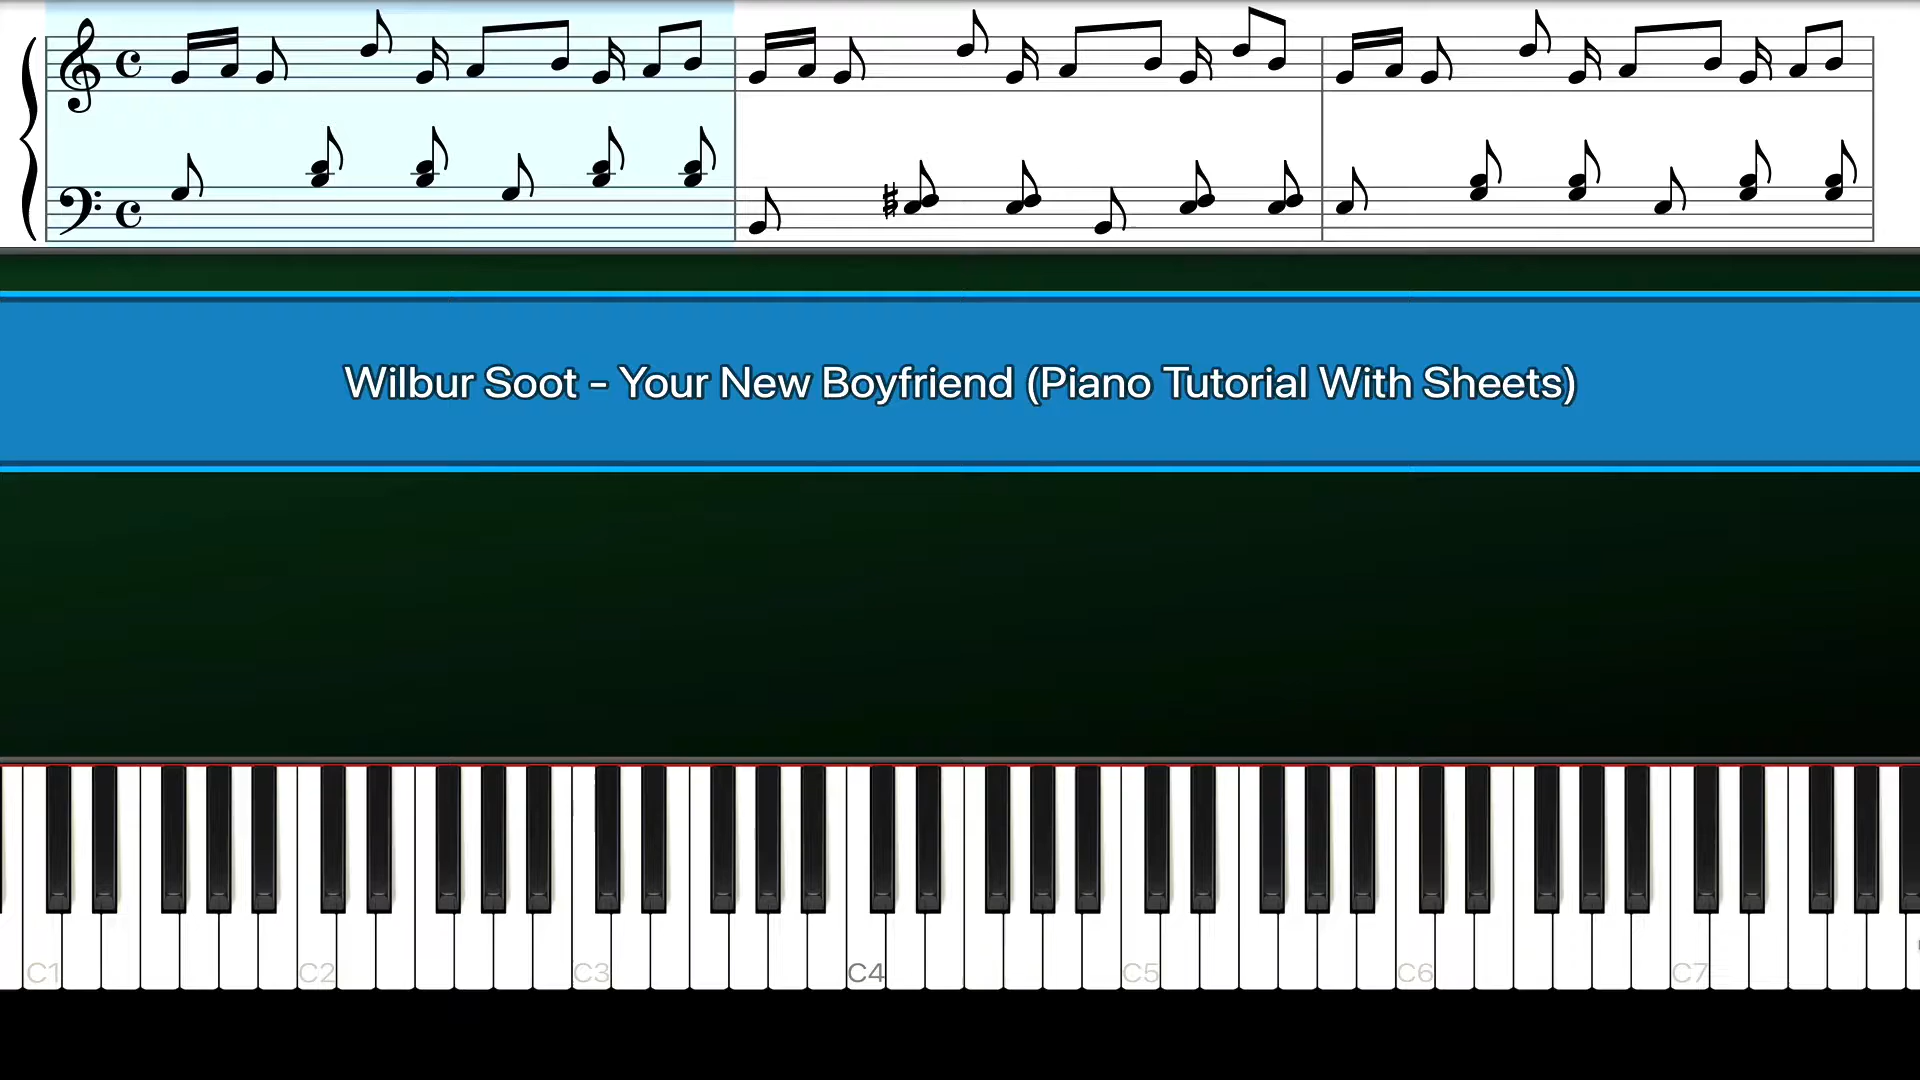 Wilbur Soot - Your New Boyfriend (Piano Tutorial With Sheets)
C1 C2 C3 C4 C5 C6 C7